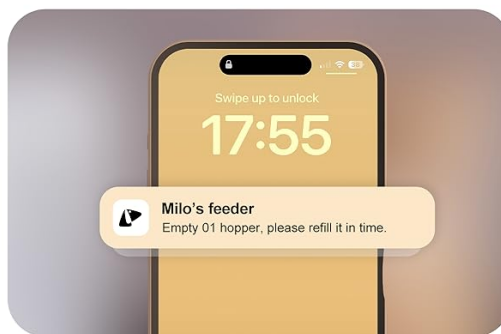 Swipe up to unlock
17:55
Milo's feeder
Empty 01 hopper, please refill it in time.